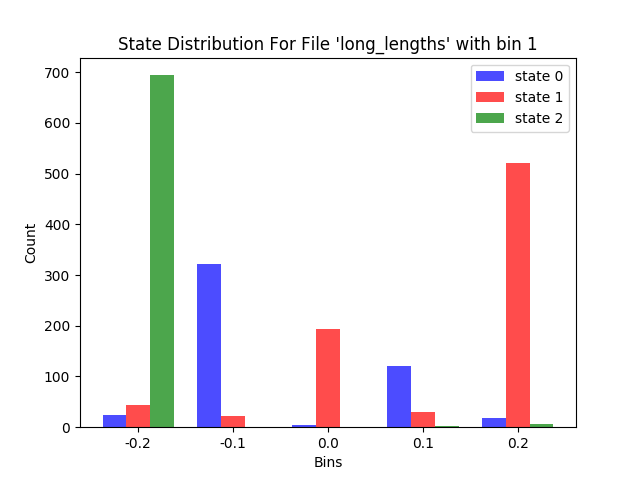 State Distribution For File 'long_lengths' with bin 1
state 0
state 1
state 2
Count
700
600
500
400
300
200
100
0
-0.2
-0.1
0.0
0.1
0.2
Bins